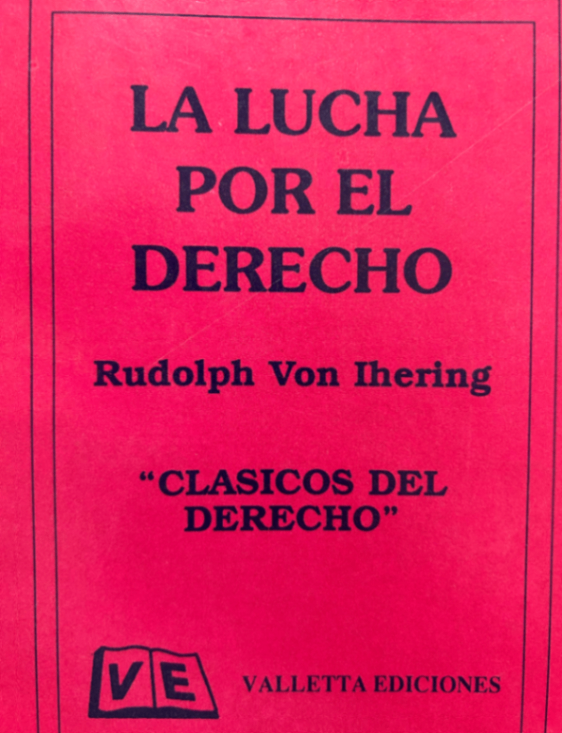 LA LUCHA
POR EL
DERECHO
Rudolph Von Ihering
“CLASICOS DEL
DERECHO”
VE
VALLETTA EDICIONES